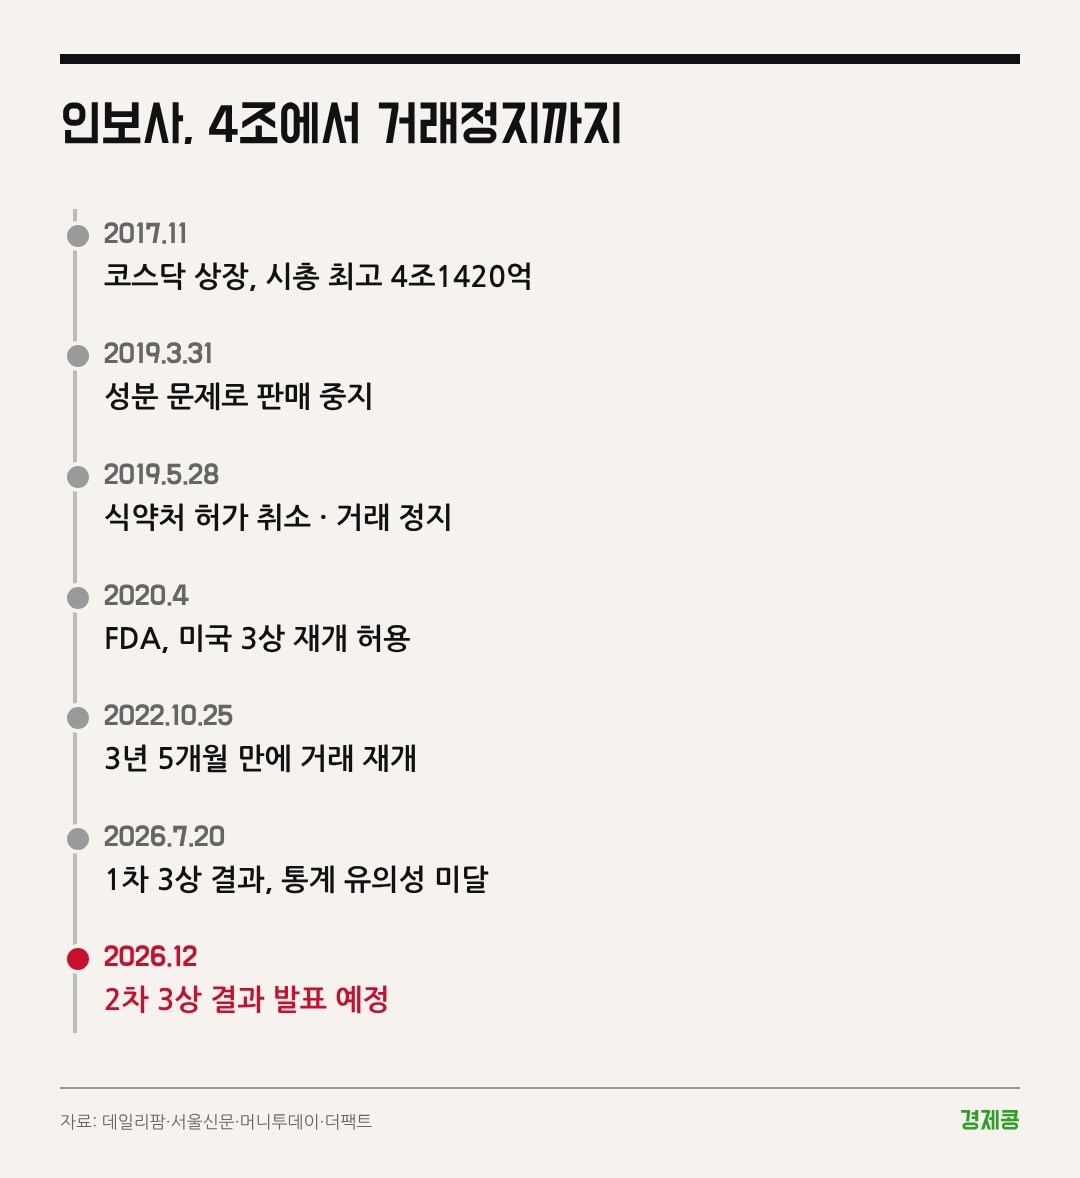 인보사, 4조에서 거래정지까지
2017.11
코스닥 상장, 시총 최고 4조1420억
2019.3.31
성분 문제로 판매 중지
2019.5.28
식약처 허가 취소 · 거래 정지
2020.4
FDA, 미국 3상 재개 허용
2022.10.25
3년 5개월 만에 거래 재개
2026.7.20
1차 3상 결과, 통계 유의성 미달
2026.12
2차 3상 결과 발표 예정
자료: 데일리팜·서울신문·머니투데이·더팩트
경제콩